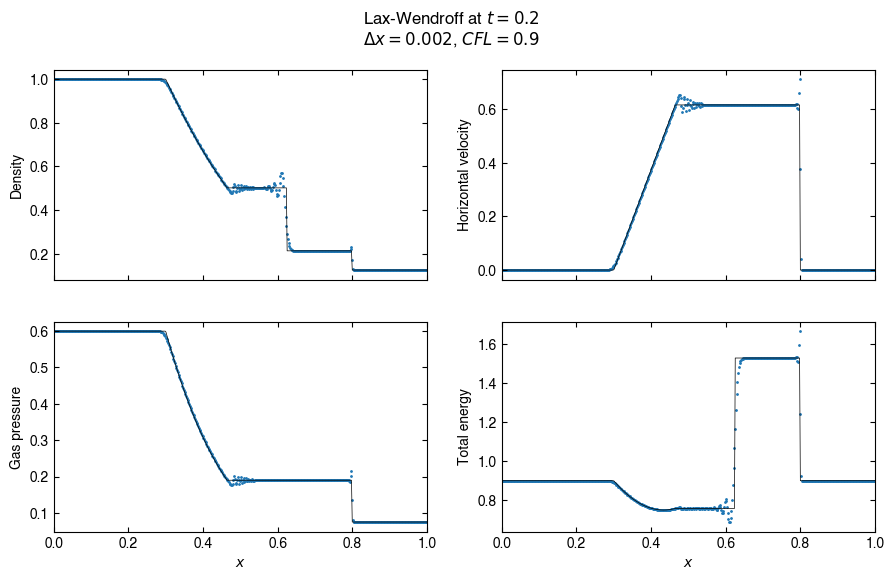 Lax-Wendroff at t = 0.2
Δx = 0.002, CFL = 0.9
1.0
0.8
0.6
0.4
0.2
Density
0.6
0.4
0.2
0.0
Horizontal velocity
0.6
0.5
0.4
0.3
0.2
0.1
Gas pressure
0.0 0.2 0.4 0.6 0.8 1.0
x
1.6
1.4
1.2
1.0
0.8
Total energy
0.0 0.2 0.4 0.6 0.8 1.0
x